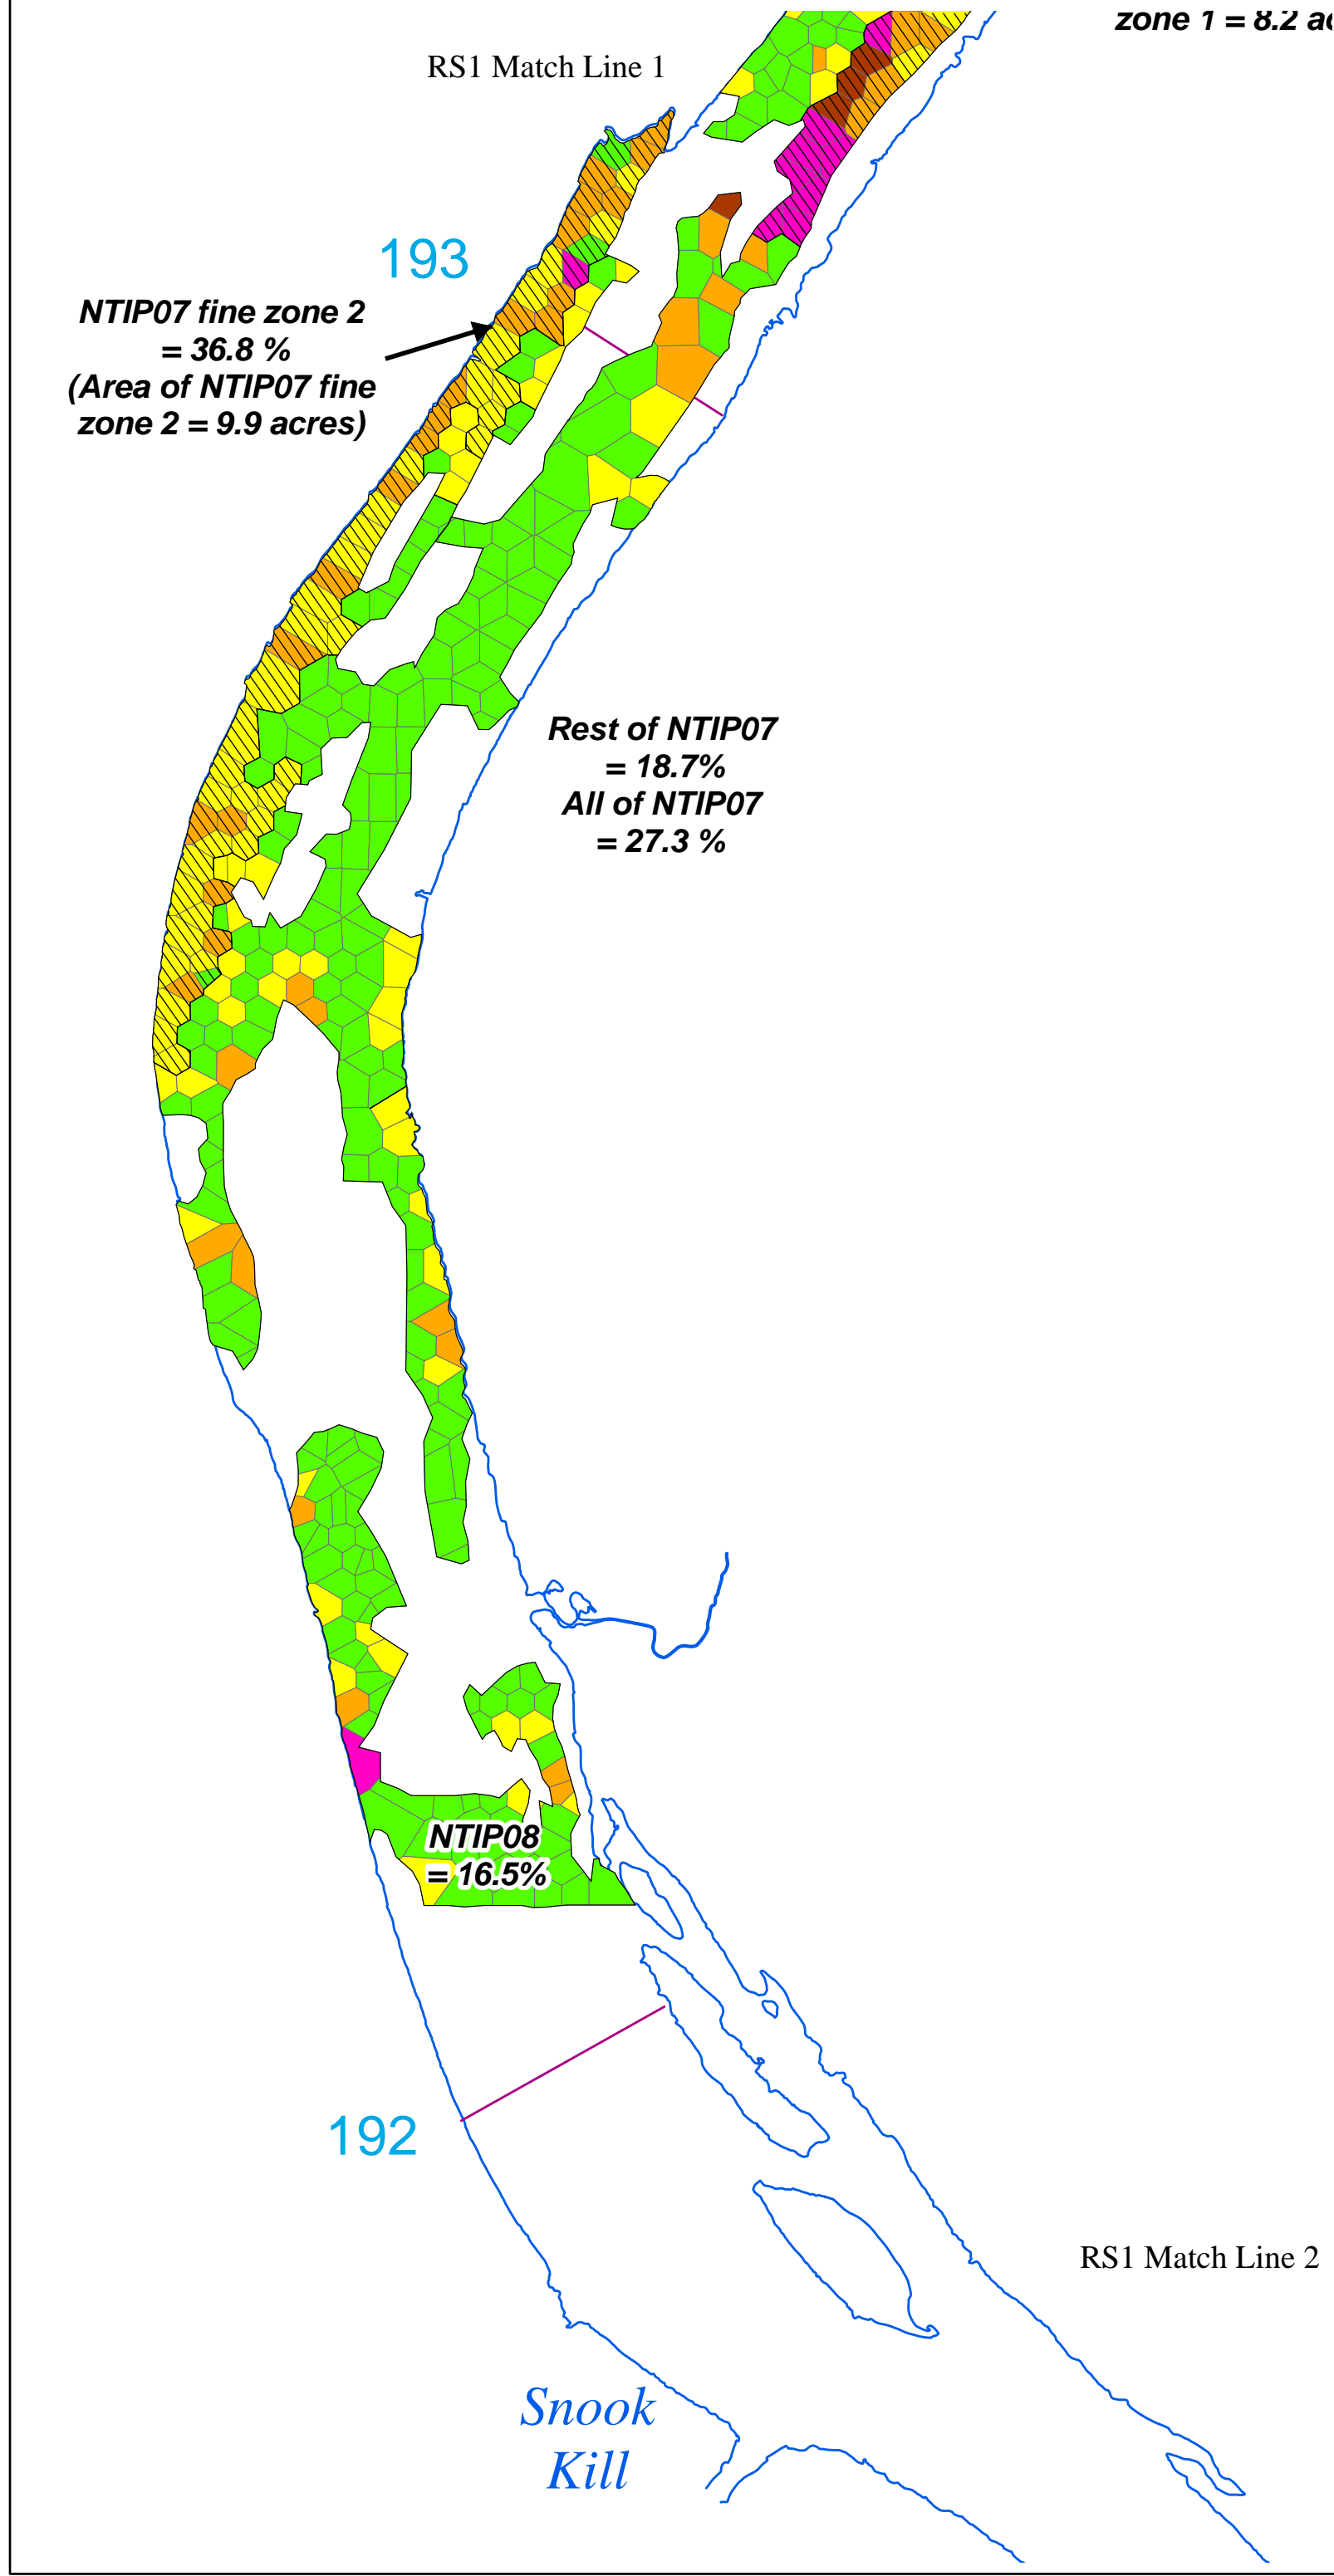 zone 1 = 8.2
RS1 Match Line 1
193
NTIP07 fine zone 2
= 36.8 %
(Area of NTIP07 fine
zone 2 = 9.9 acres)
Rest of NTIP07
= 18.7%
All of NTIP07
= 27.3 %
NTIP08
= 16.5%
192
RS1 Match Line 2
Snook
Kill